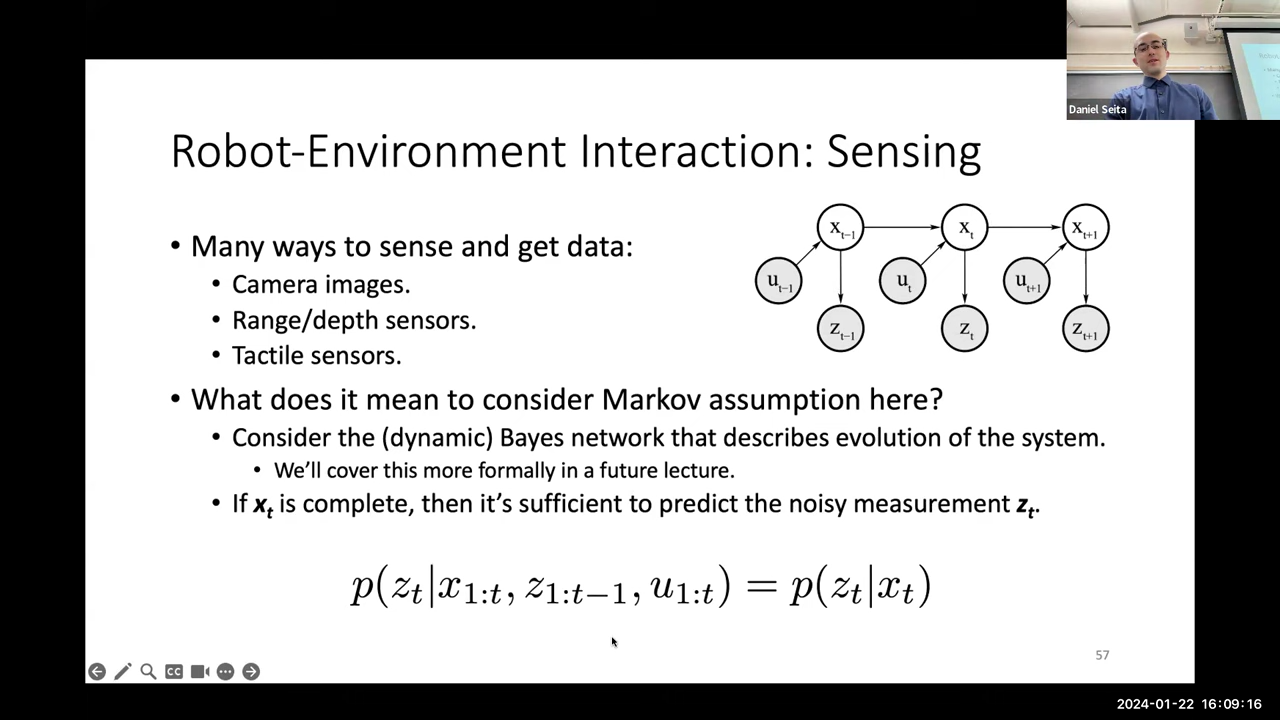 Daniel Seita
Robot-Environment Interaction: Sensing
• Many ways to sense and get data:
• Camera images.
• Range/depth sensors.
• Tactile sensors.
x_{t-1} x_t x_{t+1}
u_{t-1} u_t u_{t+1}
z_{t-1} z_t z_{t+1}
• What does it mean to consider Markov assumption here?
• Consider the (dynamic) Bayes network that describes evolution of the system.
• We'll cover this more formally in a future lecture.
• If x_t is complete, then it's sufficient to predict the noisy measurement z_t.
p(z_t|x_{1:t}, z_{1:t-1}, u_{1:t}) = p(z_t|x_t)
57
CC
2024-01-22 16:09:16